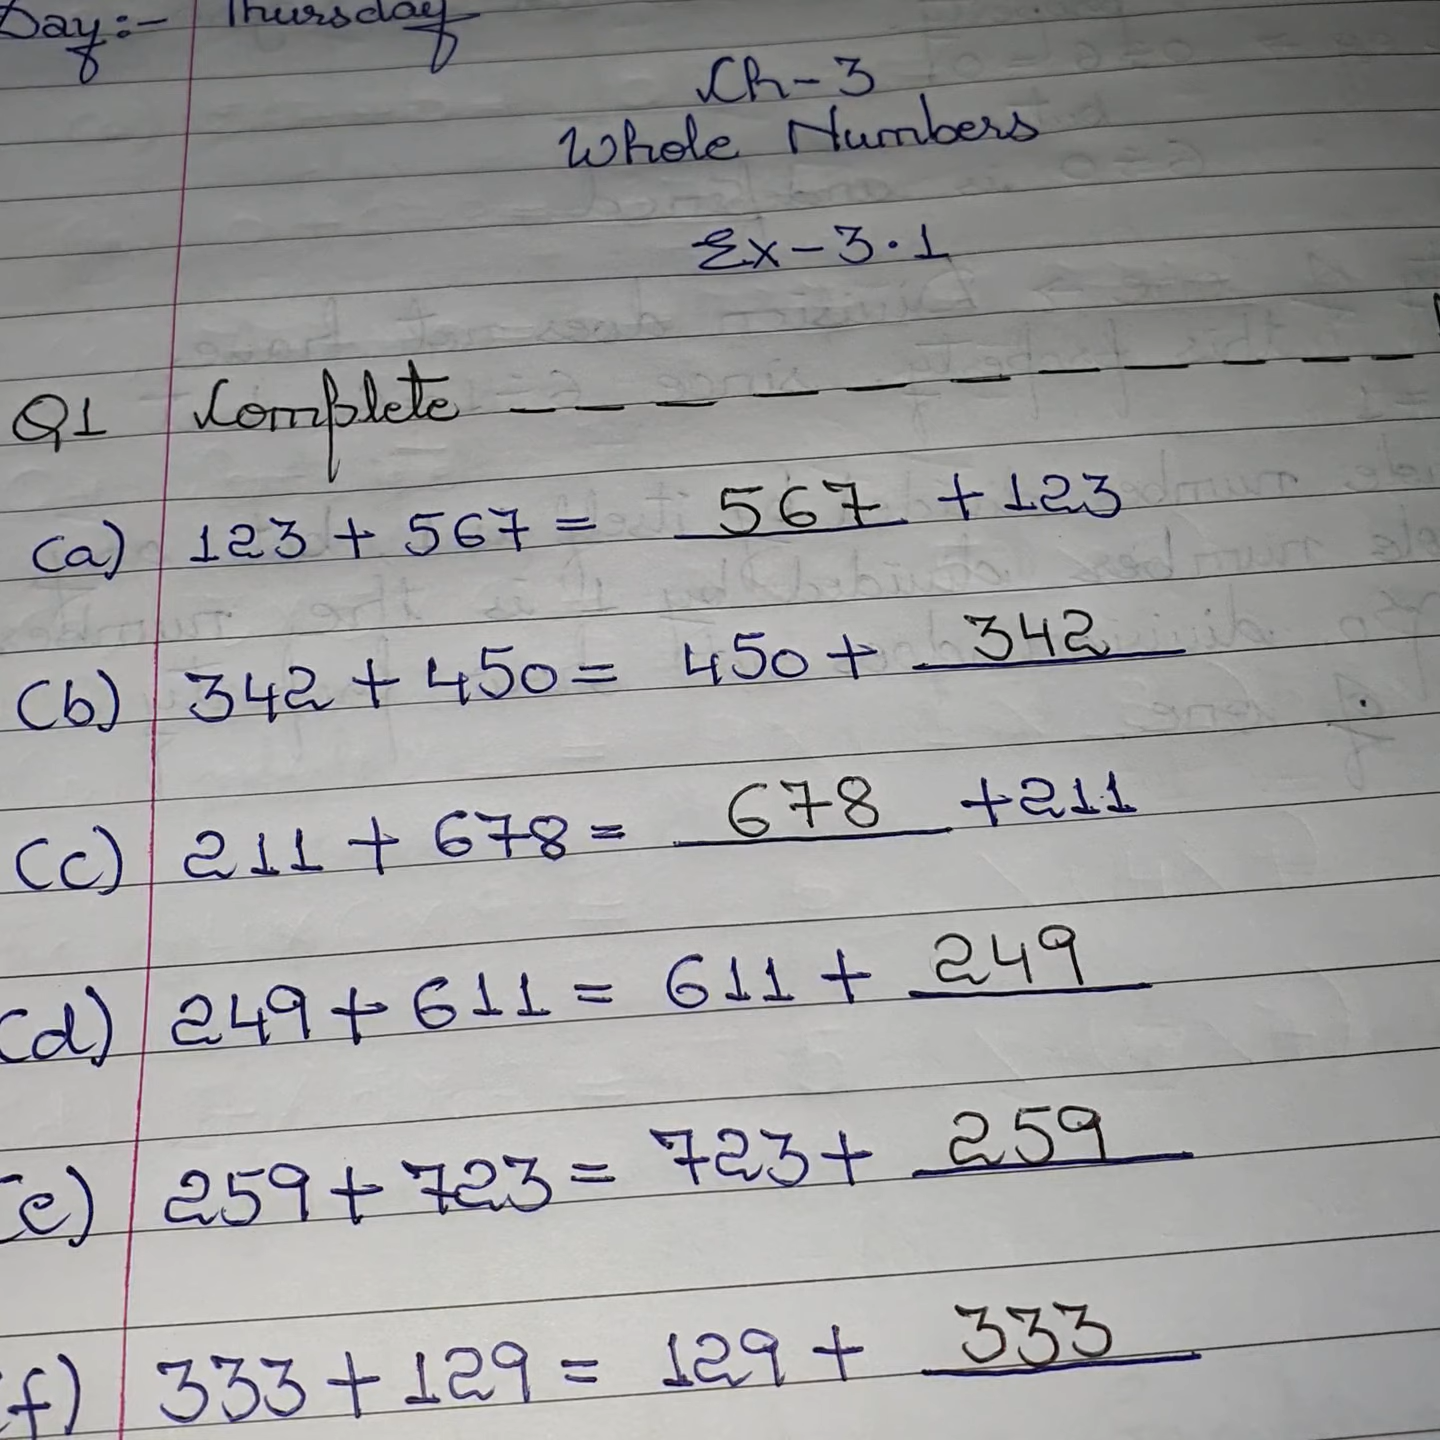 Day:- Thursday
Ch-3
Whole Numbers
Ex-3.1
Q1 Complete ---------
(a) 123 + 567 = 567 + 123
(b) 342 + 450 = 450 + 342
(c) 211 + 678 = 678 + 211
(d) 249 + 611 = 611 + 249
(e) 259 + 723 = 723 + 259
(f) 333 + 129 = 129 + 333